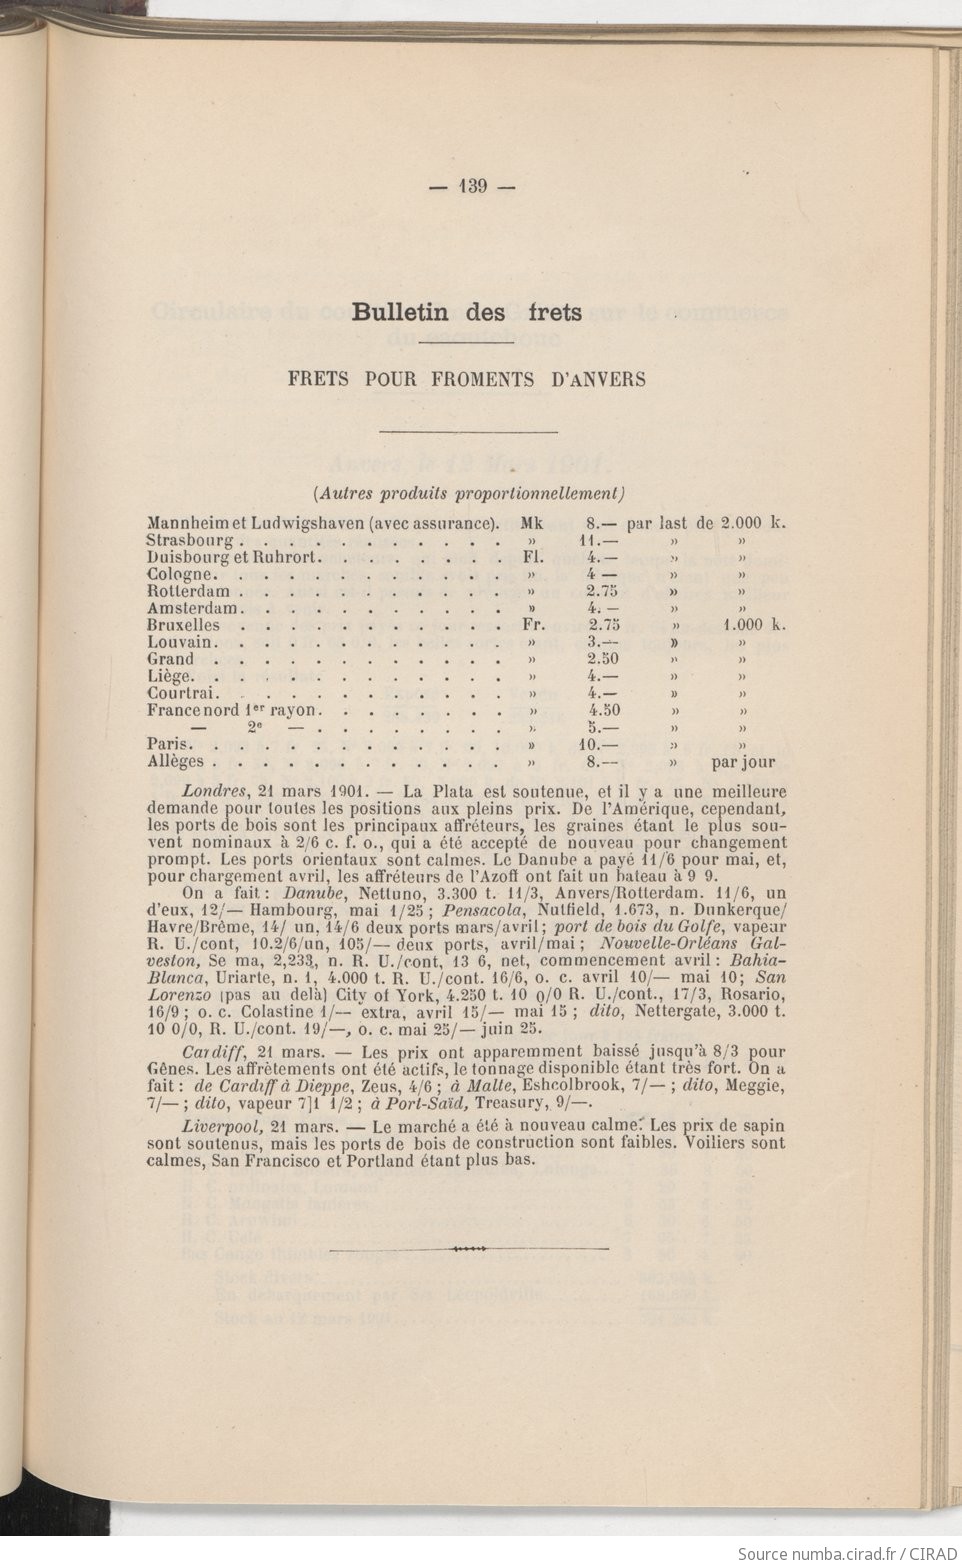 — 139 —
Bulletin des frets
FRETS POUR FROMENTS D'ANVERS
(Autres produits proportionnellement)
Mannheim et Ludwigshaven (avec assurance). Mk 8.— par last de 2.000 k.
Strasbourg . . . . . . . . . . . » 11.— » »
Duisbourg et Ruhrort. . . . . . . . Fl. 4.— » »
Cologne. . . . . . . . . . . . » 4 — » »
Rotterdam . . . . . . . . . . . » 2.75 » »
Amsterdam. . . . . . . . . . . » 4. — » »
Bruxelles . . . . . . . . . . . Fr. 2.75 » 1.000 k.
Louvain. . . . . . . . . . . . » 3.— » »
Grand . . . . . . . . . . . . » 2.50 » »
Liège. . . . . . . . . . . . . » 4.— » »
Courtrai. . . . . . . . . . . . » 4.— » »
France nord 1er rayon. . . . . . . . » 4.50 » »
— 2e — . . . . . . . . » 5.— » »
Paris. . . . . . . . . . . . . » 10.— » »
Allèges . . . . . . . . . . . . » 8.— » par jour
Londres, 21 mars 1901. — La Plata est soutenue, et il y a une meilleure
demande pour toutes les positions aux pleins prix. De l'Amérique, cependant,
les ports de bois sont les principaux affréteurs, les graines étant le plus sou-
vent nominaux à 2/6 c. f. o., qui a été accepté de nouveau pour changement
prompt. Les ports orientaux sont calmes. Le Danube a payé 11/6 pour mai, et,
pour chargement avril, les affréteurs de l'Azoff ont fait un bateau à 9 9.
On a fait : Danube, Nettuno, 3.300 t. 11/3, Anvers/Rotterdam. 11/6, un
d'eux, 12/— Hambourg, mai 1/25 ; Pensacola, Nutfield, 1.673, n. Dunkerque/
Havre/Brême, 14/ un, 14/6 deux ports mars/avril ; port de bois du Golfe, vapeur
R. U./cont, 10.2/6/un, 105/— deux ports, avril/mai ; Nouvelle-Orléans Gal-
veston, Se ma, 2,233, n. R. U./cont, 13 6, net, commencement avril : Bahia-
Blanca, Uriarte, n. 1, 4.000 t. R. U./cont. 16/6, o. c. avril 10/— mai 10; San
Lorenzo (pas au delà) City of York, 4.250 t. 10 0/0 R. U./cont., 17/3, Rosario,
16/9 ; o. c. Colastine 1/— extra, avril 15/— mai 15 ; dito, Nettergate, 3.000 t.
10 0/0, R. U./cont. 19/—, o. c. mai 25/— juin 25.
Cardiff, 21 mars. — Les prix ont apparemment baissé jusqu'à 8/3 pour
Gênes. Les affrètements ont été actifs, le tonnage disponible étant très fort. On a
fait : de Cardiff à Dieppe, Zeus, 4/6 ; à Malte, Eshcolbrook, 7/— ; dito, Meggie,
7/— ; dito, vapeur 7]1 1/2 ; à Port-Saïd, Treasury, 9/—.
Liverpool, 21 mars. — Le marché a été à nouveau calme. Les prix de sapin
sont soutenus, mais les ports de bois de construction sont faibles. Voiliers sont
calmes, San Francisco et Portland étant plus bas.
Source numba.cirad.fr / CIRAD